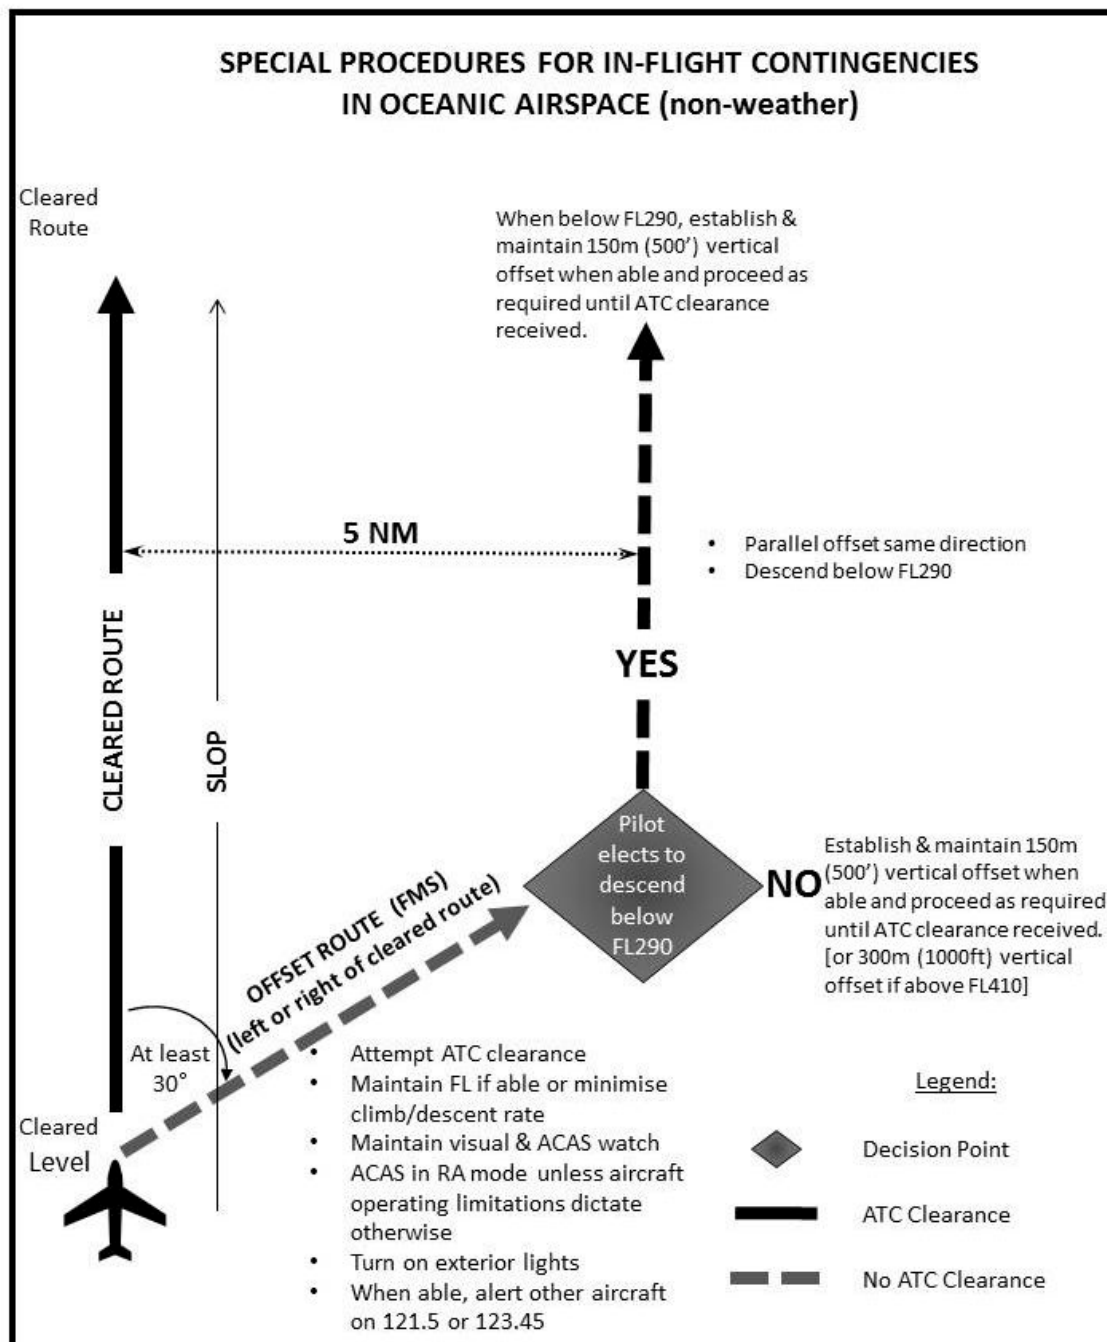 SPECIAL PROCEDURES FOR IN-FLIGHT CONTINGENCIES
IN OCEANIC AIRSPACE (non-weather)
Cleared
Route
When below FL290, establish &
maintain 150m (500’) vertical
offset when able and proceed as
required until ATC clearance
received.
5 NM
• Parallel offset same direction
• Descend below FL290
CLEARED ROUTE
SLOP
YES
Pilot
elects to
descend
below
FL290
NO
Establish & maintain 150m
(500’) vertical offset when
able and proceed as required
until ATC clearance received.
[or 300m (1000ft) vertical
offset if above FL410]
OFFSET ROUTE (FMS)
(left or right of cleared route)
At least
30°
Cleared
Level
• Attempt ATC clearance
• Maintain FL if able or minimise
climb/descent rate
• Maintain visual & ACAS watch
• ACAS in RA mode unless aircraft
operating limitations dictate
otherwise
• Turn on exterior lights
• When able, alert other aircraft
on 121.5 or 123.45
Legend:
Decision Point
ATC Clearance
No ATC Clearance